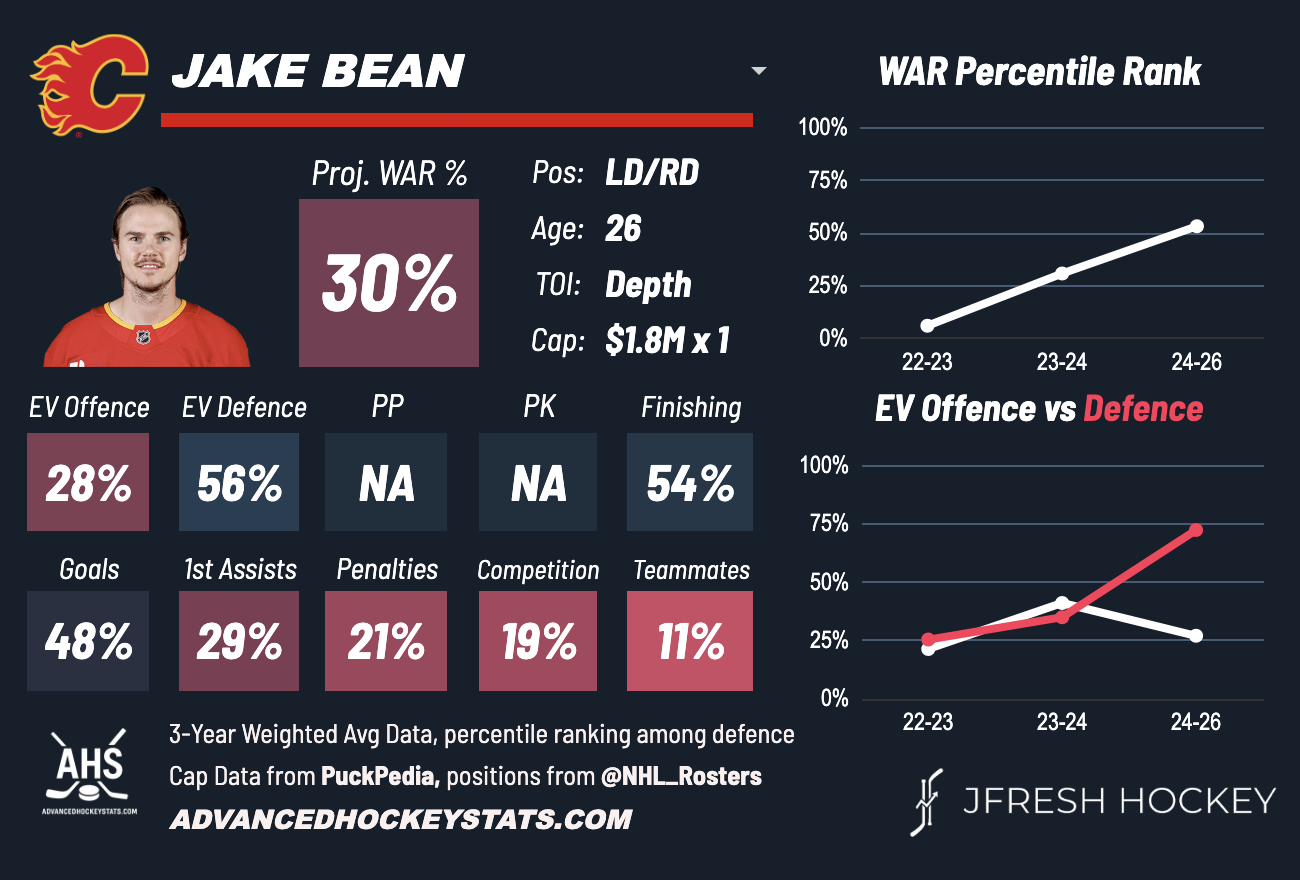 JAKE BEAN
WAR Percentile Rank
Proj. WAR %
30%
Pos: LD/RD
Age: 26
TOI: Depth
Cap: $1.8M x 1
100%
75%
50%
25%
0%
22-23 23-24 24-26
EV Offence EV Defence PP PK Finishing
28% 56% NA NA 54%
Goals 1st Assists Penalties Competition Teammates
48% 29% 21% 19% 11%
EV Offence vs Defence
100%
75%
50%
25%
0%
22-23 23-24 24-26
AHS
ADVANCEDHOCKEYSTATS.COM
3-Year Weighted Avg Data, percentile ranking among defence
Cap Data from PuckPedia, positions from @NHL_Rosters
ADVANCEDHOCKEYSTATS.COM
JFRESH HOCKEY